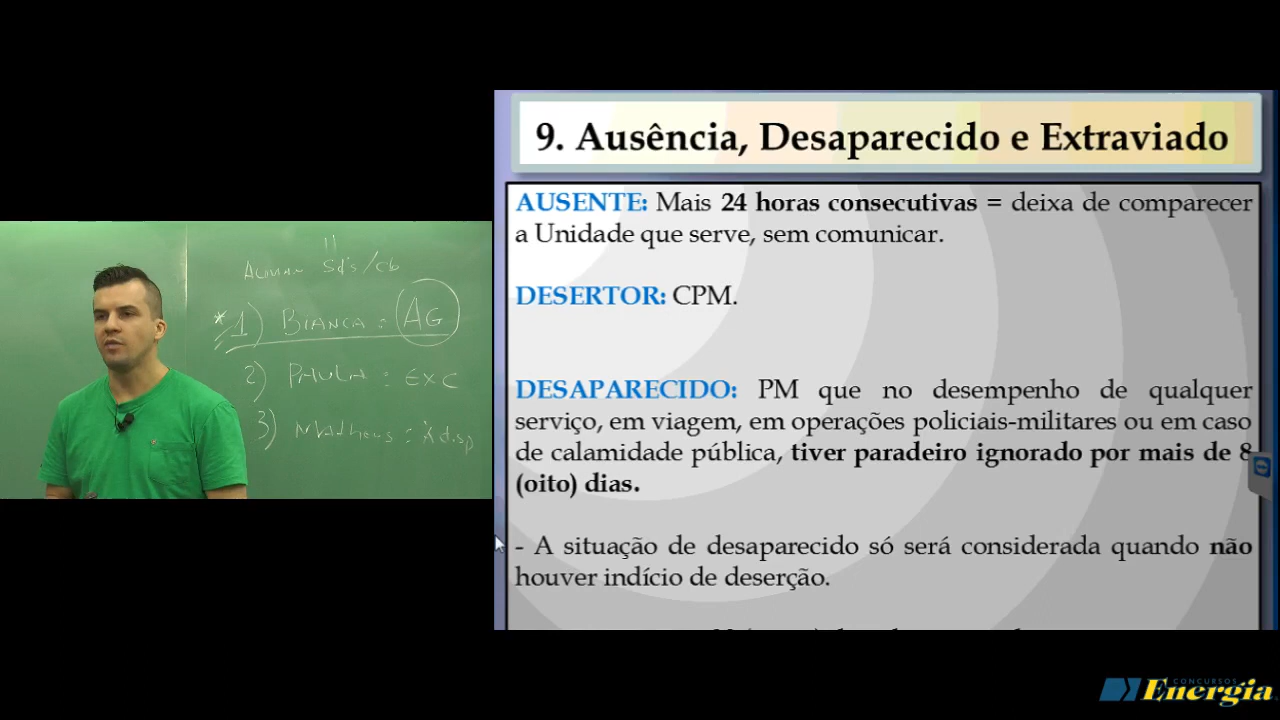 9. Ausência, Desaparecido e Extraviado
AUSENTE: Mais 24 horas consecutivas = deixa de comparecer
a Unidade que serve, sem comunicar.
DESERTOR: CPM.
DESAPARECIDO: PM que no desempenho de qualquer
serviço, em viagem, em operações policiais-militares ou em caso
de calamidade pública, tiver paradeiro ignorado por mais de 8
(oito) dias.
- A situação de desaparecido só será considerada quando não
houver indício de deserção.
Sd's/Cb
* 1) BIANCA : AG
2) PAULA : EXC
3) Matheus :
CONCURSOS
Energia